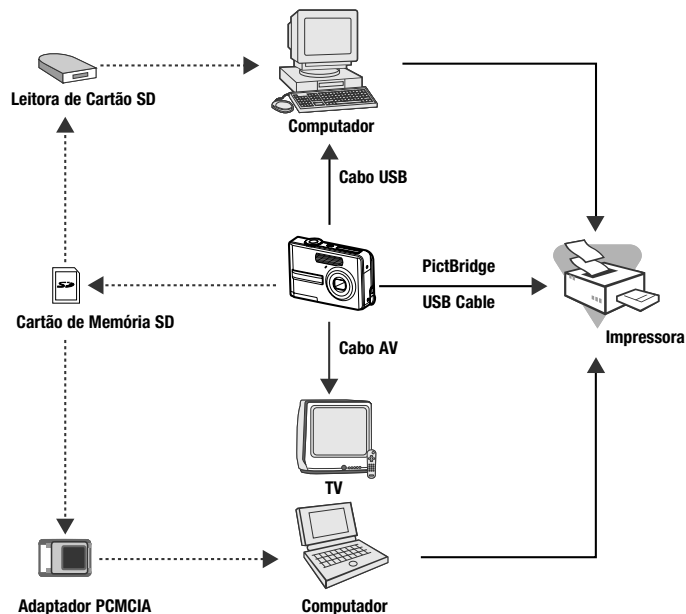 Leitora de Cartão SD
Computador
Cabo USB
SD
Cartão de Memória SD
PictBridge
USB Cable
Impressora
Cabo AV
TV
Adaptador PCMCIA
Computador